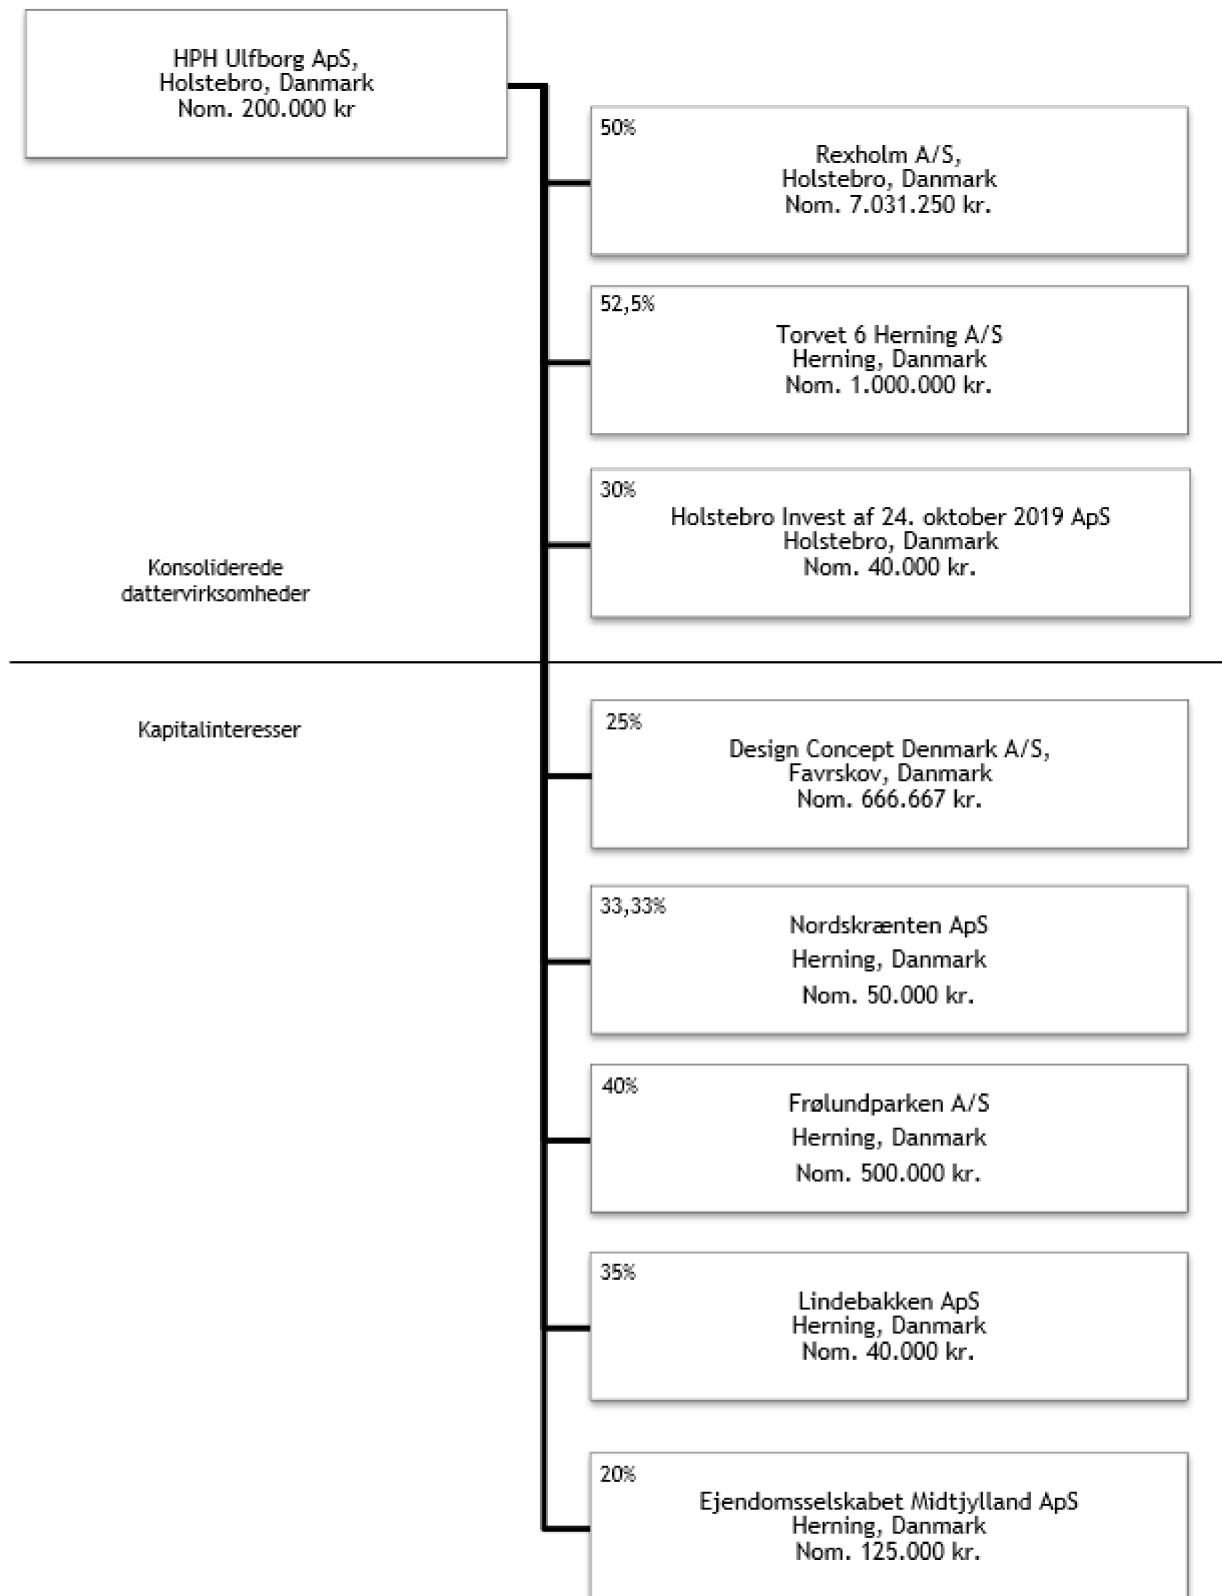 HPH Ulfborg ApS,
Holstebro, Danmark
Nom. 200.000 kr
50%
Rexholm A/S,
Holstebro, Danmark
Nom. 7.031.250 kr.
52,5%
Torvet 6 Herning A/S
Herning, Danmark
Nom. 1.000.000 kr.
30%
Holstebro Invest af 24. oktober 2019 ApS
Holstebro, Danmark
Nom. 40.000 kr.
Konsoliderede
dattervirksomheder
Kapitalinteresser
25%
Design Concept Denmark A/S,
Favrskov, Danmark
Nom. 666.667 kr.
33,33%
Nordskrænten ApS
Herning, Danmark
Nom. 50.000 kr.
40%
Frølundparken A/S
Herning, Danmark
Nom. 500.000 kr.
35%
Lindebakken ApS
Herning, Danmark
Nom. 40.000 kr.
20%
Ejendomsselskabet Midtjylland ApS
Herning, Danmark
Nom. 125.000 kr.